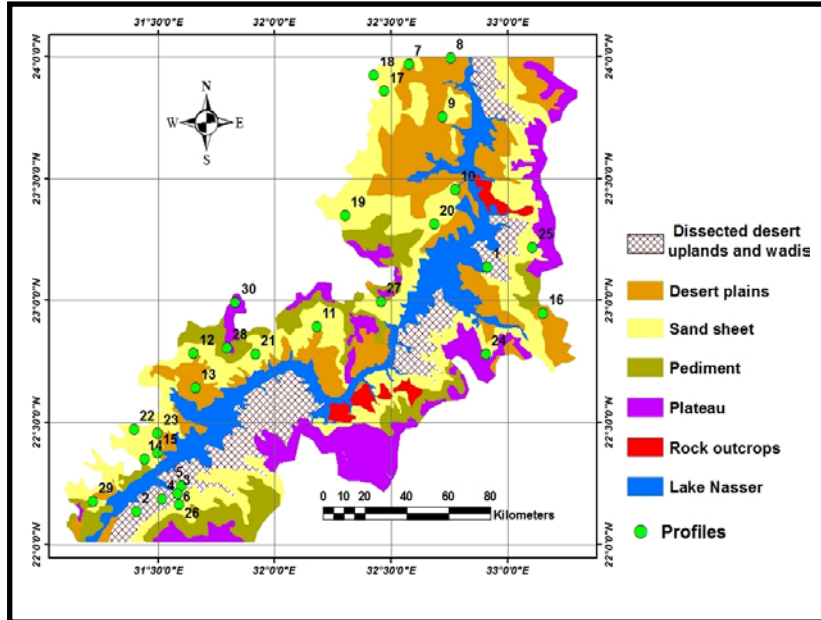 31°30'0"E 32°0'0"E 32°30'0"E 33°0'0"E
24°0'0"N 24°0'0"N
23°30'0"N 23°30'0"N
23°0'0"N 23°0'0"N
22°30'0"N 22°30'0"N
22°0'0"N 22°0'0"N
N
W E
S
8
7
18
17
9
10
19
20
25
1
30
27
16
11
12
28
21
24
13
22
23
15
14
5
3
4
29
2
6
26
0 5 10 20 40 60 80
Kilometers
31°30'0"E 32°0'0"E 32°30'0"E 33°0'0"E
Dissected desert
uplands and wadis
Desert plains
Sand sheet
Pediment
Plateau
Rock outcrops
Lake Nasser
Profiles